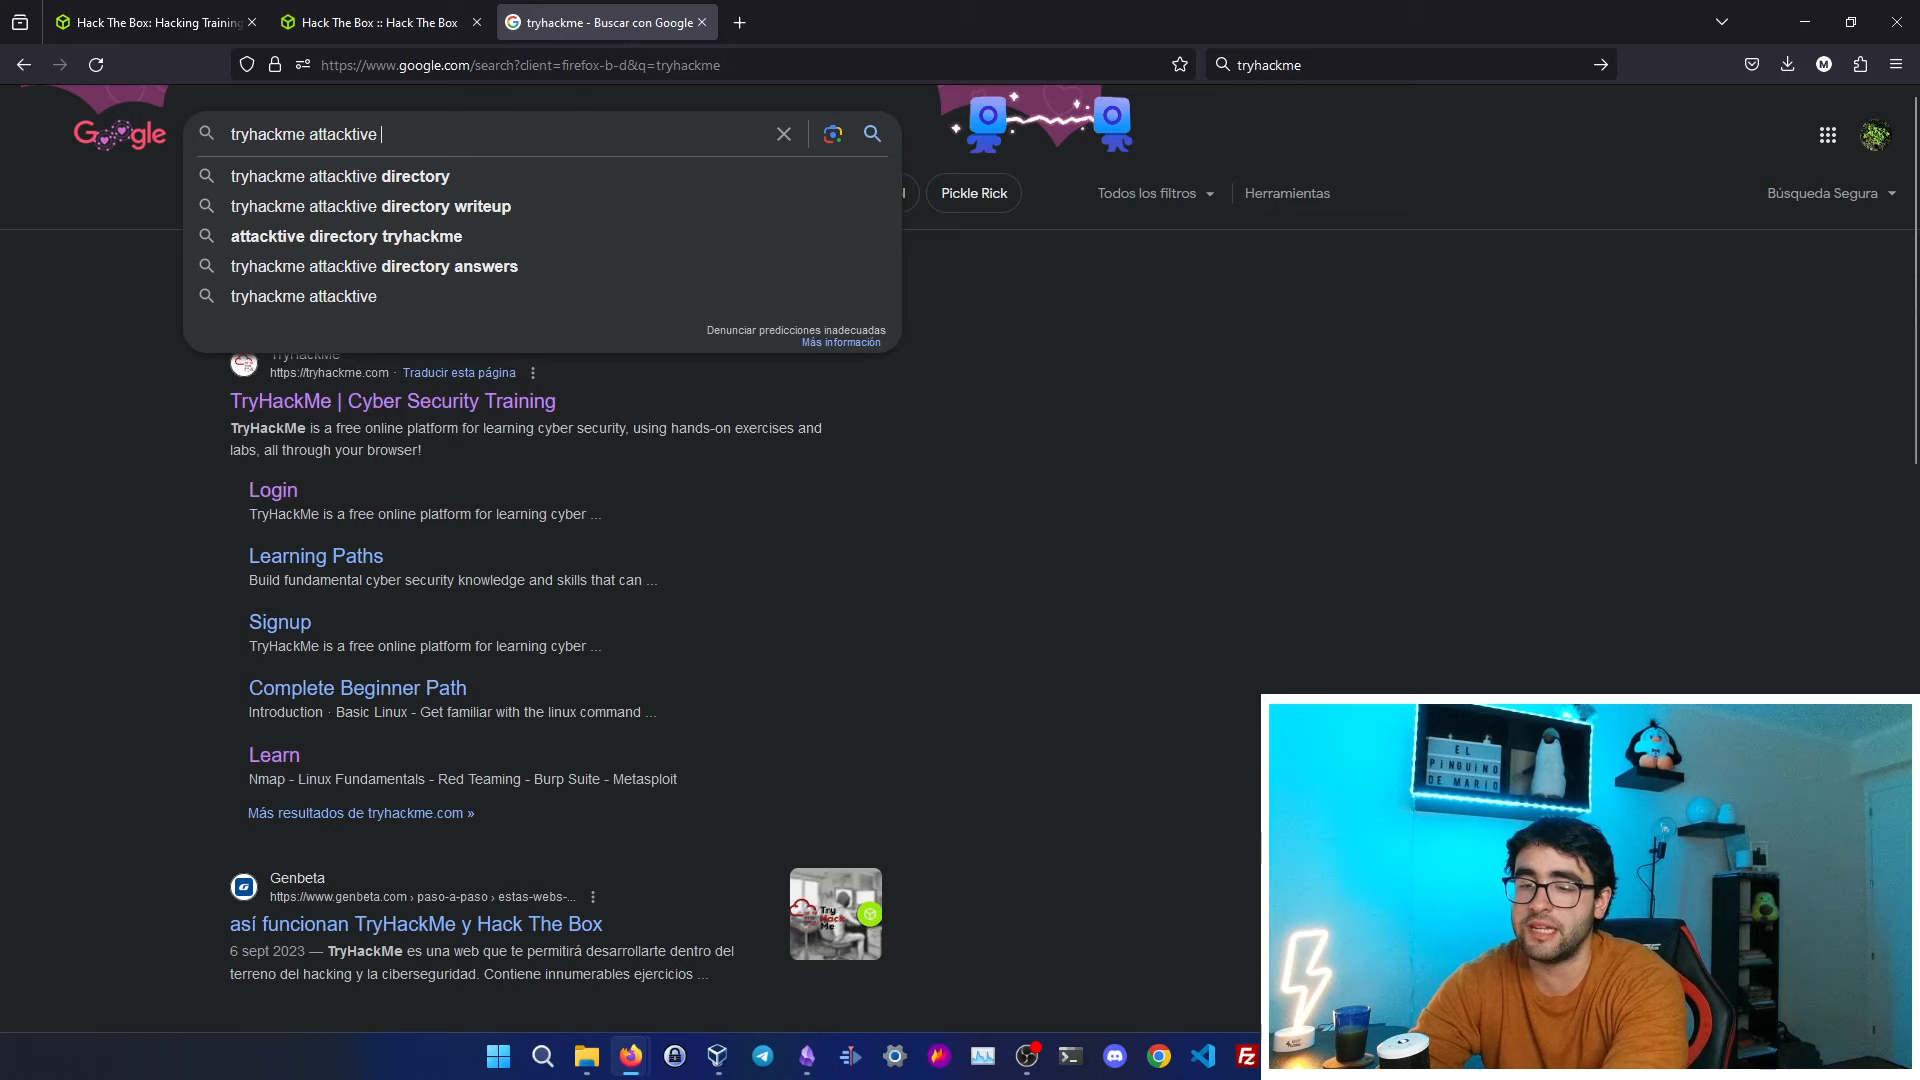 Hack The Box: Hacking Training
Hack The Box :: Hack The Box
tryhackme - Buscar con Google
https://www.google.com/search?client=firefox-b-d&q=tryhackme
tryhackme
Google
tryhackme attacktive
tryhackme attacktive directory
tryhackme attacktive directory writeup
attacktive directory tryhackme
tryhackme attacktive directory answers
tryhackme attacktive
Denunciar predicciones inadecuadas
Más información
Pickle Rick
Todos los filtros
Herramientas
Búsqueda Segura
TryHackMe
https://tryhackme.com · Traducir esta página
TryHackMe | Cyber Security Training
TryHackMe is a free online platform for learning cyber security, using hands-on exercises and
labs, all through your browser!
Login
TryHackMe is a free online platform for learning cyber ...
Learning Paths
Build fundamental cyber security knowledge and skills that can ...
Signup
TryHackMe is a free online platform for learning cyber ...
Complete Beginner Path
Introduction · Basic Linux - Get familiar with the linux command ...
Learn
Nmap - Linux Fundamentals - Red Teaming - Burp Suite - Metasploit
Más resultados de tryhackme.com »
Genbeta
https://www.genbeta.com › paso-a-paso › estas-webs-...
así funcionan TryHackMe y Hack The Box
6 sept 2023 — TryHackMe es una web que te permitirá desarrollarte dentro del
terreno del hacking y la ciberseguridad. Contiene innumerables ejercicios ...
Try
Hack
Me
EL
PINGUINO
DE MARIO